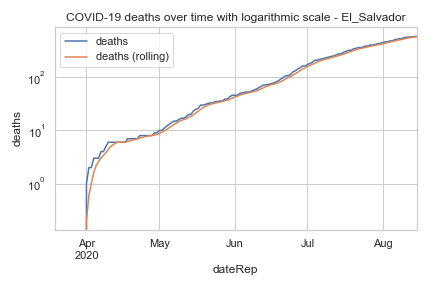 COVID-19 deaths over time with logarithmic scale - El_Salvador
deaths
deaths (rolling)
10²
10¹
10⁰
deaths
Apr
2020
May
Jun
Jul
Aug
dateRep